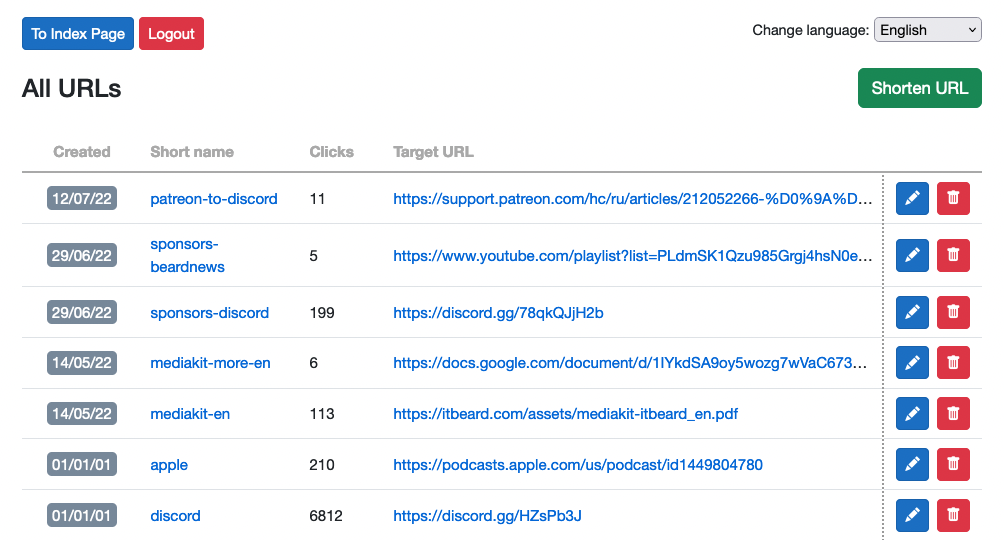 To Index Page Logout Change language: English
All URLs Shorten URL
Created Short name Clicks Target URL
12/07/22 patreon-to-discord 11 https://support.patreon.com/hc/ru/articles/212052266-%D0%9A%D...
29/06/22 sponsors-beardnews 5 https://www.youtube.com/playlist?list=PLdmSK1Qzu985Grgj4hsN0e...
29/06/22 sponsors-discord 199 https://discord.gg/78qkQJjH2b
14/05/22 mediakit-more-en 6 https://docs.google.com/document/d/1IYkdSA9oy5wozg7wVaC673...
14/05/22 mediakit-en 113 https://itbeard.com/assets/mediakit-itbeard_en.pdf
01/01/01 apple 210 https://podcasts.apple.com/us/podcast/id1449804780
01/01/01 discord 6812 https://discord.gg/HZsPb3J